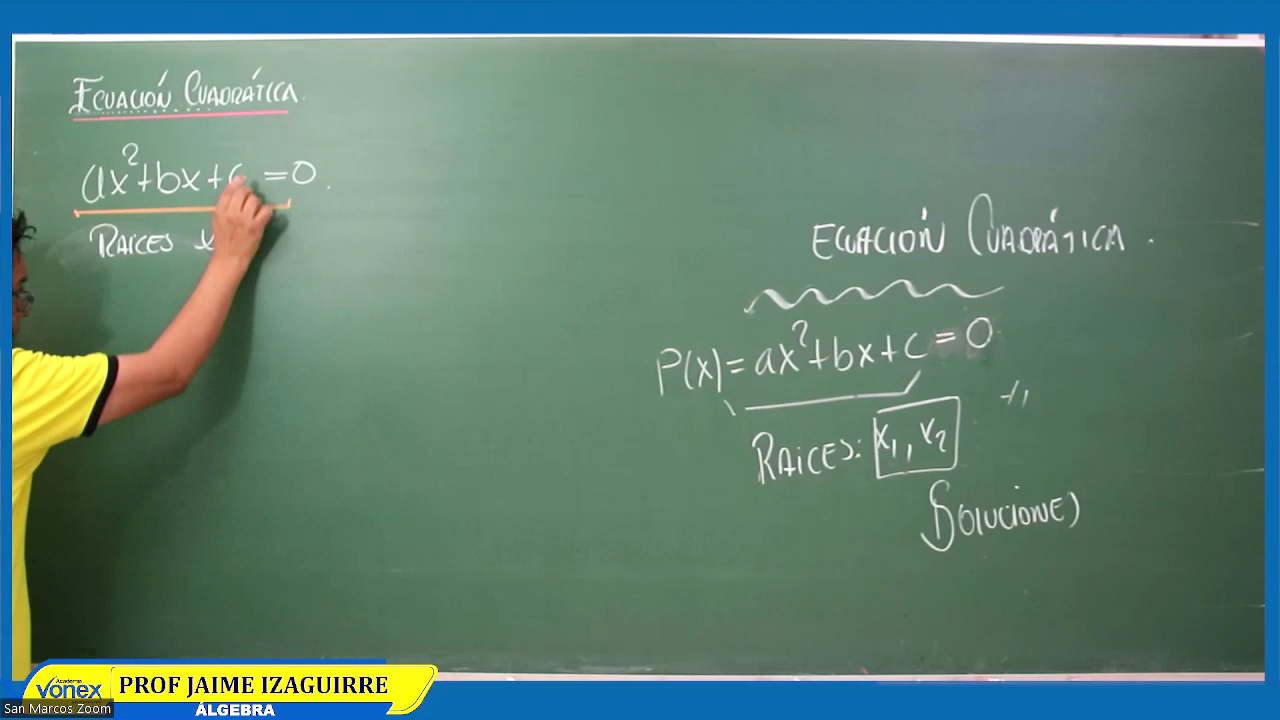 ECUACIÓN CUADRÁTICA.
ax²+bx+c=0.
RAICES x
ECUACIÓN CUADRÁTICA.
P(x)=ax²+bx+c=0
RAICES: x₁, x₂
SOLUCIONES
Academia
Vonex
PROF JAIME IZAGUIRRE
ÁLGEBRA
San Marcos Zoom